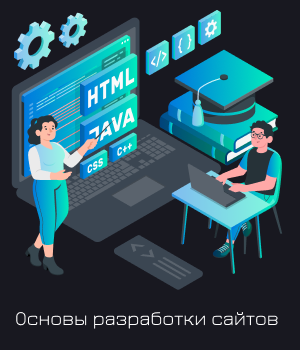 HTML
JAVA
CSS
C++
</>
{ }
</>
Основы разработки сайтов